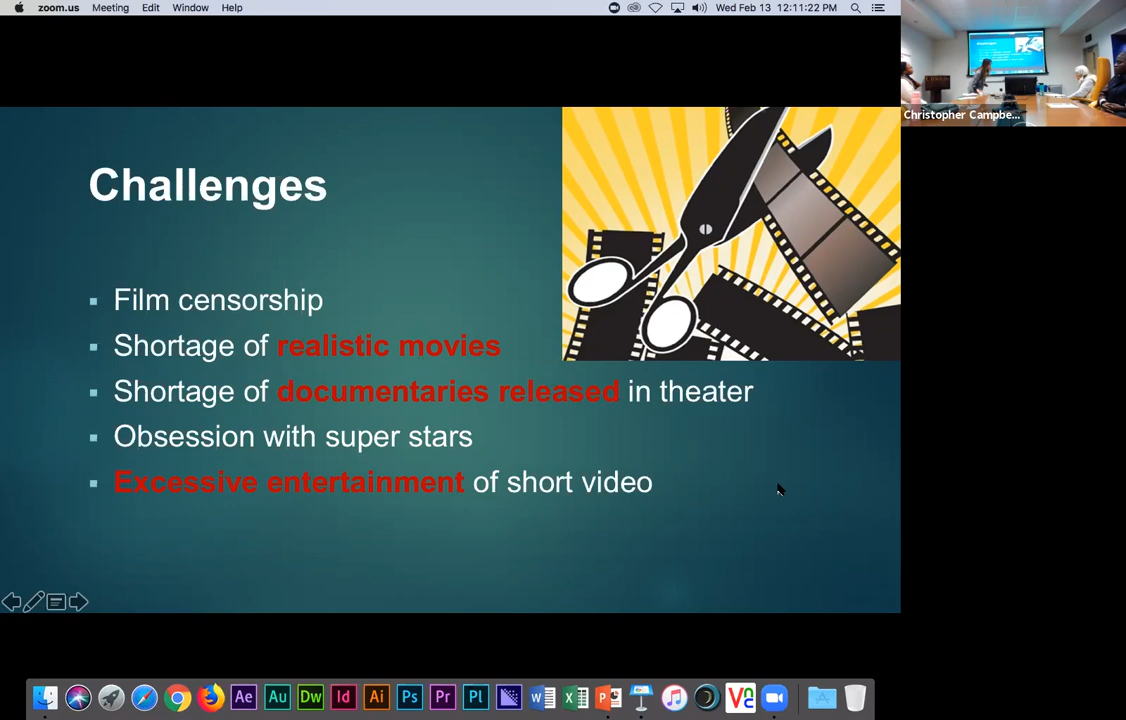 zoom.us Meeting Edit Window Help Wed Feb 13 12:11:22 PM
Christopher Campbe...
Challenges
Film censorship
Shortage of realistic movies
Shortage of documentaries released in theater
Obsession with super stars
Excessive entertainment of short video
Ae Au Dw Id Ai Ps Pr Pl